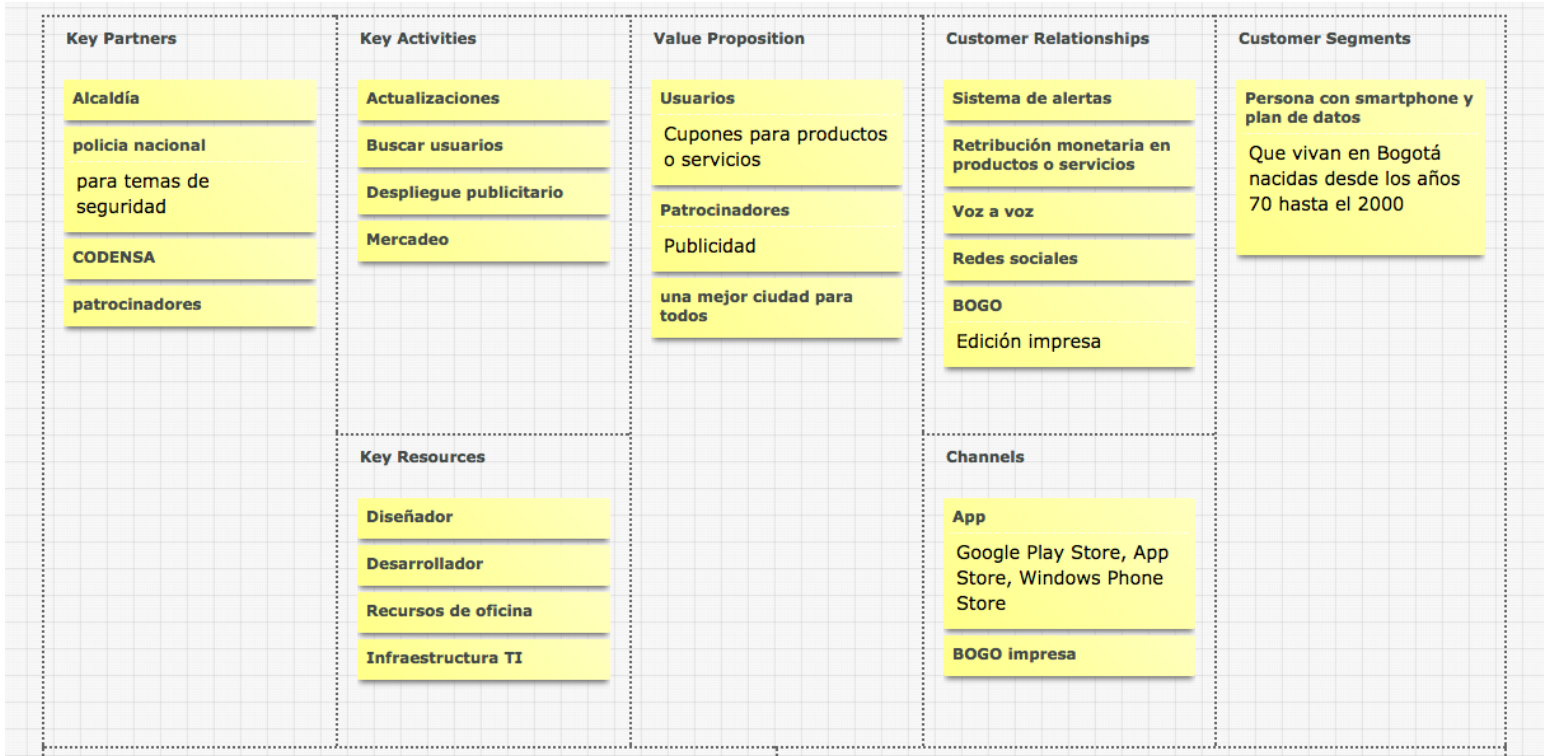 Key Partners
Alcaldía
policia nacional
para temas de
seguridad
CODENSA
patrocinadores
Key Activities
Actualizaciones
Buscar usuarios
Despliegue publicitario
Mercadeo
Key Resources
Diseñador
Desarrollador
Recursos de oficina
Infraestructura TI
Value Proposition
Usuarios
Cupones para productos
o servicios
Patrocinadores
Publicidad
una mejor ciudad para
todos
Customer Relationships
Sistema de alertas
Retribución monetaria en
productos o servicios
Voz a voz
Redes sociales
BOGO
Edición impresa
Channels
App
Google Play Store, App
Store, Windows Phone
Store
BOGO impresa
Customer Segments
Persona con smartphone y
plan de datos
Que vivan en Bogotá
nacidas desde los años
70 hasta el 2000